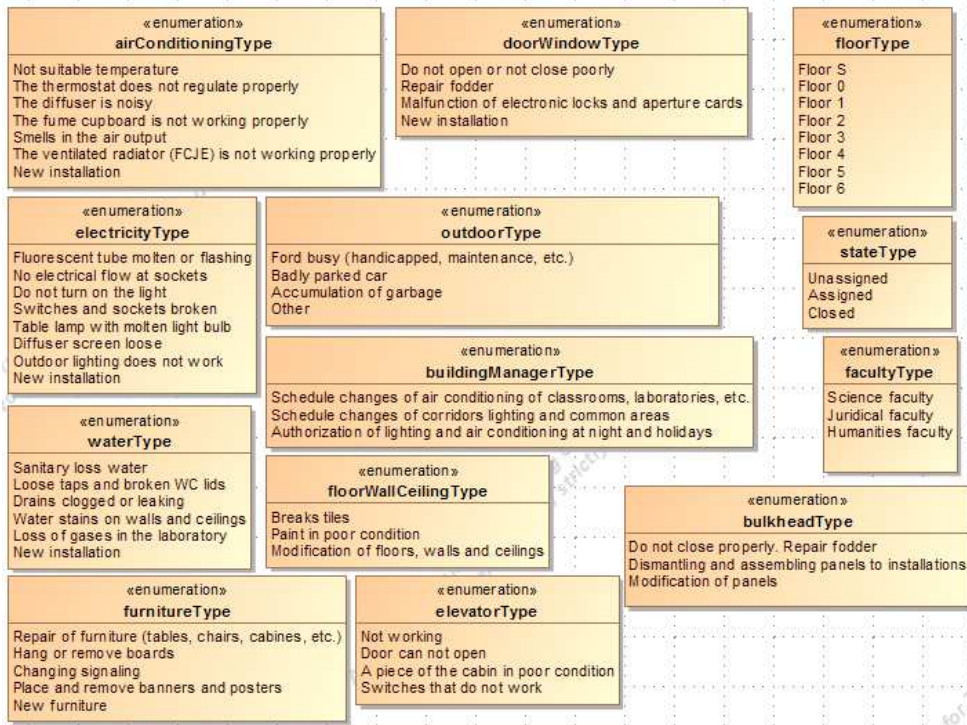 «enumeration»
airConditioningType
Not suitable temperature
The thermostat does not regulate properly
The diffuser is noisy
The fume cupboard is not working properly
Smells in the air output
The ventilated radiator (FCJE) is not working properly
New installation
«enumeration»
doorWindowType
Do not open or not close poorly
Repair fodder
Malfunction of electronic locks and aperture cards
New installation
«enumeration»
floorType
Floor S
Floor 0
Floor 1
Floor 2
Floor 3
Floor 4
Floor 5
Floor 6
«enumeration»
electricityType
Fluorescent tube molten or flashing
No electrical flow at sockets
Do not turn on the light
Switches and sockets broken
Table lamp with molten light bulb
Diffuser screen loose
Outdoor lighting does not work
New installation
«enumeration»
outdoorType
Ford busy (handicapped, maintenance, etc.)
Badly parked car
Accumulation of garbage
Other
«enumeration»
stateType
Unassigned
Assigned
Closed
«enumeration»
buildingManagerType
Schedule changes of air conditioning of classrooms, laboratories, etc.
Schedule changes of corridors lighting and common areas
Authorization of lighting and air conditioning at night and holidays
«enumeration»
facultyType
Science faculty
Juridical faculty
Humanities faculty
«enumeration»
waterType
Sanitary loss water
Loose taps and broken WC lids
Drains clogged or leaking
Water stains on walls and ceilings
Loss of gases in the laboratory
New installation
«enumeration»
floorWallCeilingType
Breaks tiles
Paint in poor condition
Modification of floors, walls and ceilings
«enumeration»
bulkheadType
Do not close properly. Repair fodder
Dismantling and assembling panels to installations
Modification of panels
«enumeration»
furnitureType
Repair of furniture (tables, chairs, cabines, etc.)
Hang or remove boards
Changing signaling
Place and remove banners and posters
New furniture
«enumeration»
elevatorType
Not working
Door can not open
A piece of the cabin in poor condition
Switches that do not work